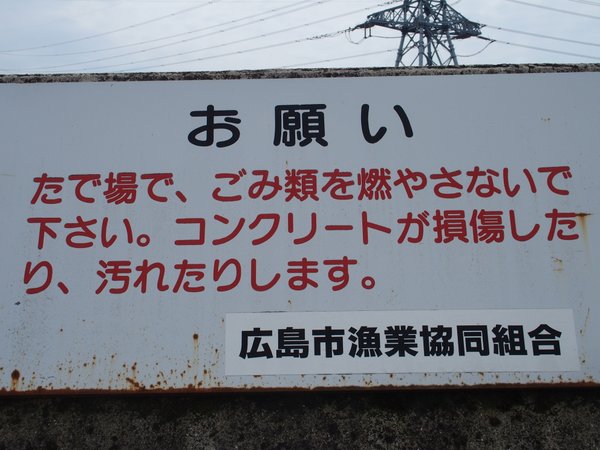 お願い
たで場で、ごみ類を燃やさないで
下さい。コンクリートが損傷した
り、汚れたりします。
広島市漁業協同組合